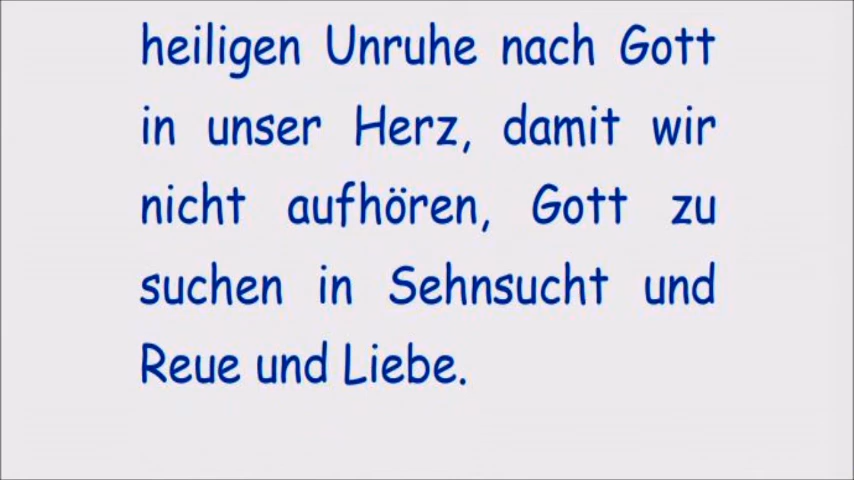 heiligen Unruhe nach Gott
in unser Herz, damit wir
nicht aufhören, Gott zu
suchen in Sehnsucht und
Reue und Liebe.